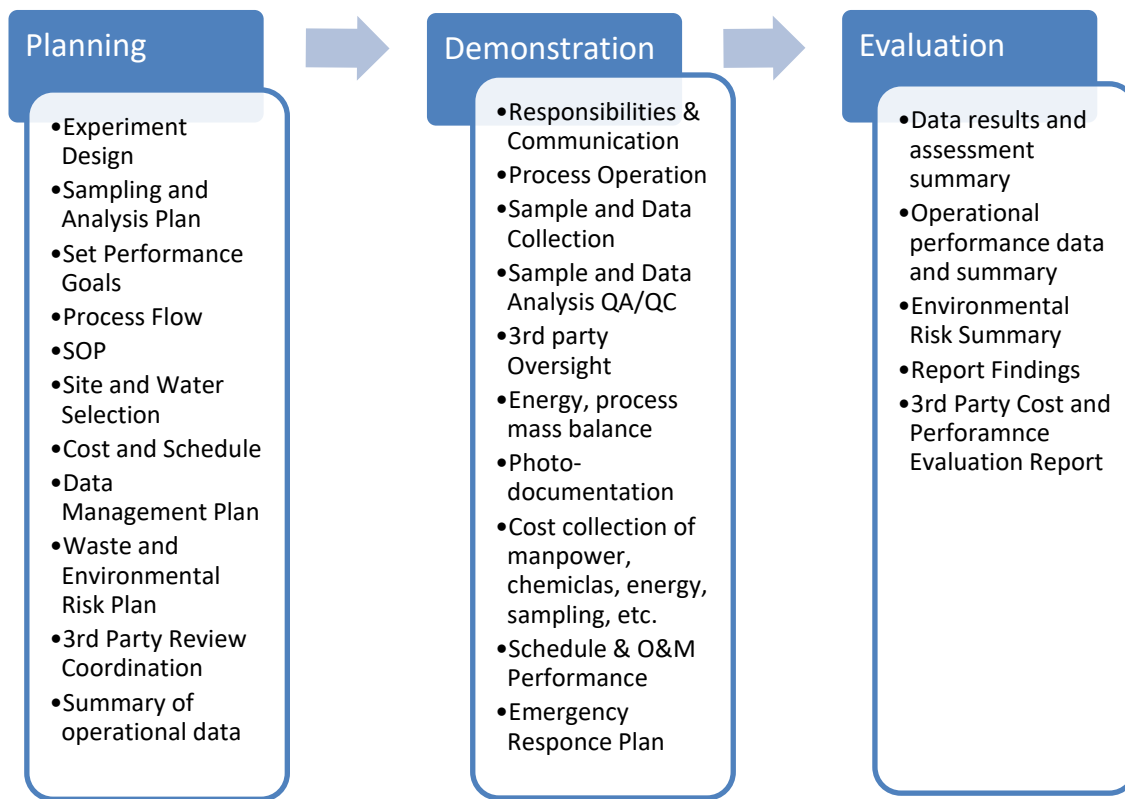 Planning
•Experiment
Design
•Sampling and
Analysis Plan
•Set Performance
Goals
•Process Flow
•SOP
•Site and Water
Selection
•Cost and Schedule
•Data
Management Plan
•Waste and
Environmental
Risk Plan
•3rd Party Review
Coordination
•Summary of
operational data
Demonstration
•Responsibilities &
Communication
•Process Operation
•Sample and Data
Collection
•Sample and Data
Analysis QA/QC
•3rd party
Oversight
•Energy, process
mass balance
•Photo-
documentation
•Cost collection of
manpower,
chemiclas, energy,
sampling, etc.
•Schedule & O&M
Performance
•Emergency
Responce Plan
Evaluation
•Data results and
assessment
summary
•Operational
performance data
and summary
•Environmental
Risk Summary
•Report Findings
•3rd Party Cost and
Perforamnce
Evaluation Report